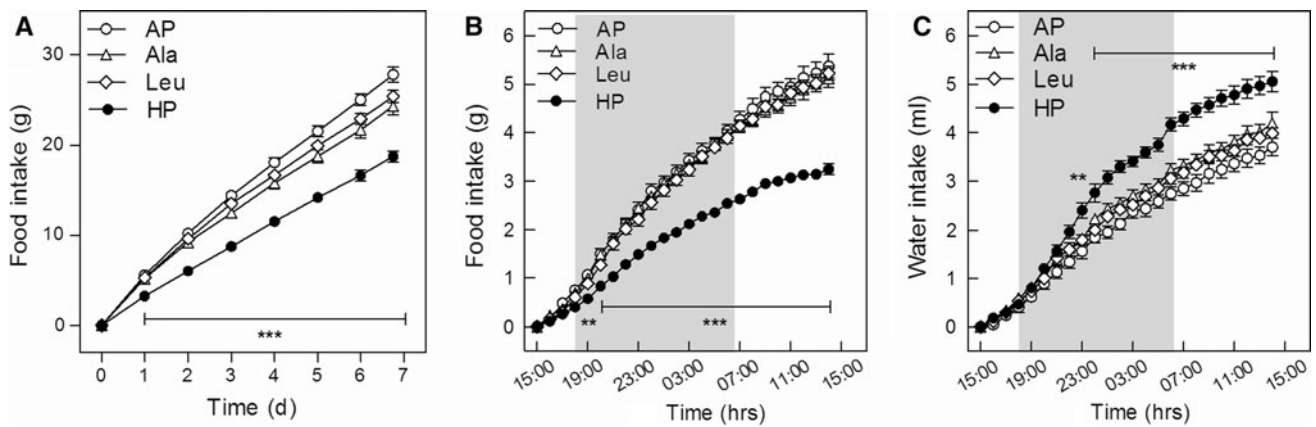 A
AP
Ala
Leu
HP
30
20
10
0
Food intake (g)
***
0 1 2 3 4 5 6 7
Time (d)
B
AP
Ala
Leu
HP
6
5
4
3
2
1
0
Food intake (g)
** ***
15:00 19:00 23:00 03:00 07:00 11:00 15:00
Time (hrs)
C
AP
Ala
Leu
HP
6
5
4
3
2
1
0
Water intake (ml)
***
**
15:00 19:00 23:00 03:00 07:00 11:00 15:00
Time (hrs)